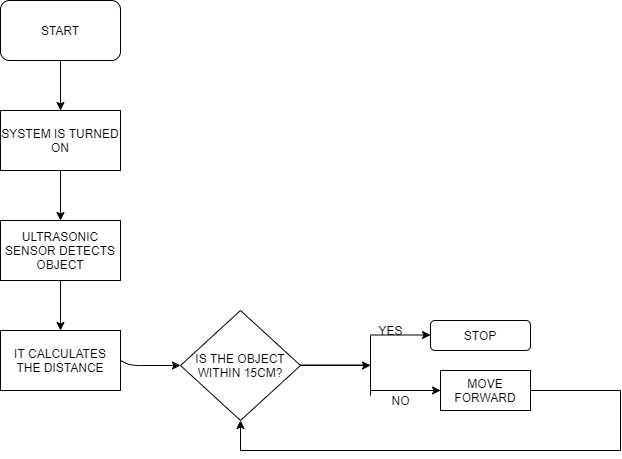 START
SYSTEM IS TURNED
ON
ULTRASONIC
SENSOR DETECTS
OBJECT
IT CALCULATES
THE DISTANCE
IS THE OBJECT
WITHIN 15CM?
YES
STOP
NO
MOVE
FORWARD